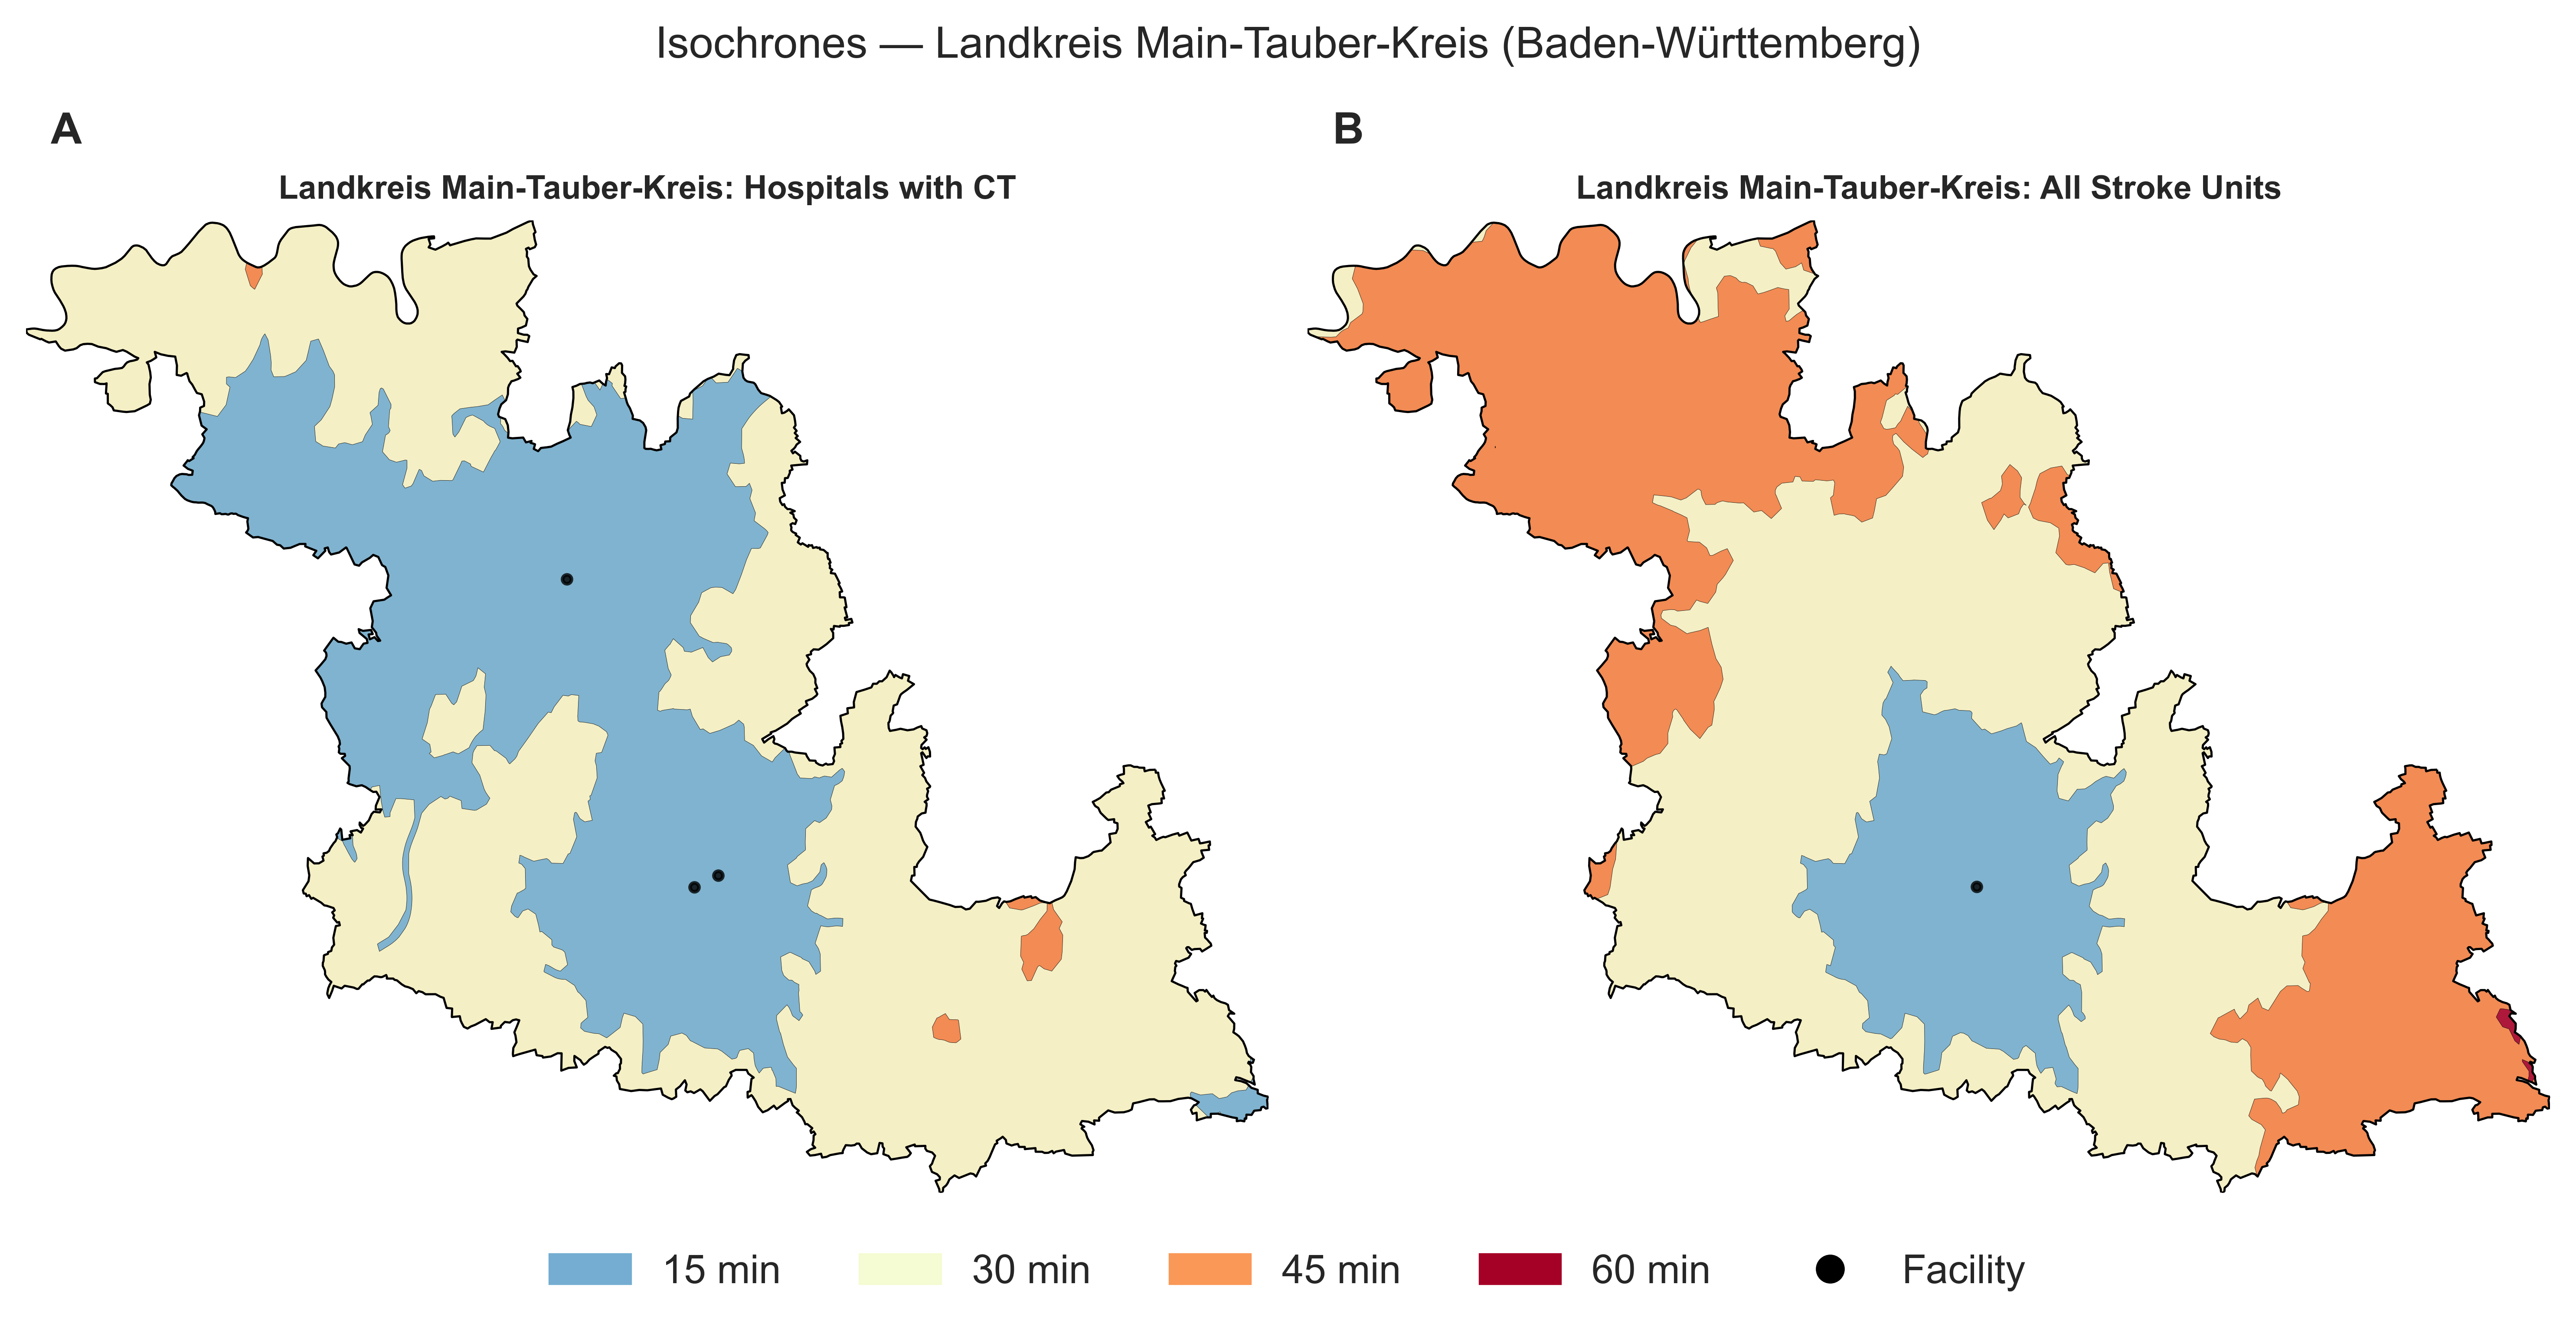 Isochrones — Landkreis Main-Tauber-Kreis (Baden-Württemberg)
A
B
Landkreis Main-Tauber-Kreis: Hospitals with CT
Landkreis Main-Tauber-Kreis: All Stroke Units
15 min
30 min
45 min
60 min
Facility